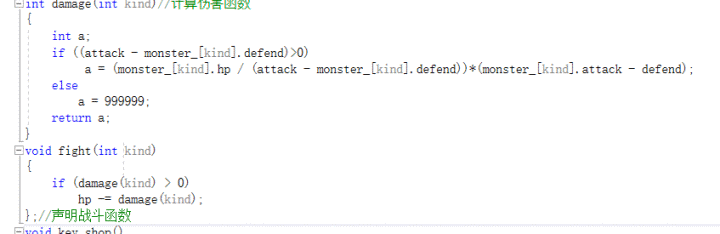 int damage(int kind)//计算伤害函数
{
int a;
if ((attack - monster_[kind].defend)>0)
a = (monster_[kind].hp / (attack - monster_[kind].defend))*(monster_[kind].attack - defend);
else
a = 999999;
return a;
}
void fight(int kind)
{
if (damage(kind) > 0)
hp -= damage(kind);
};//声明战斗函数
void key_shop()